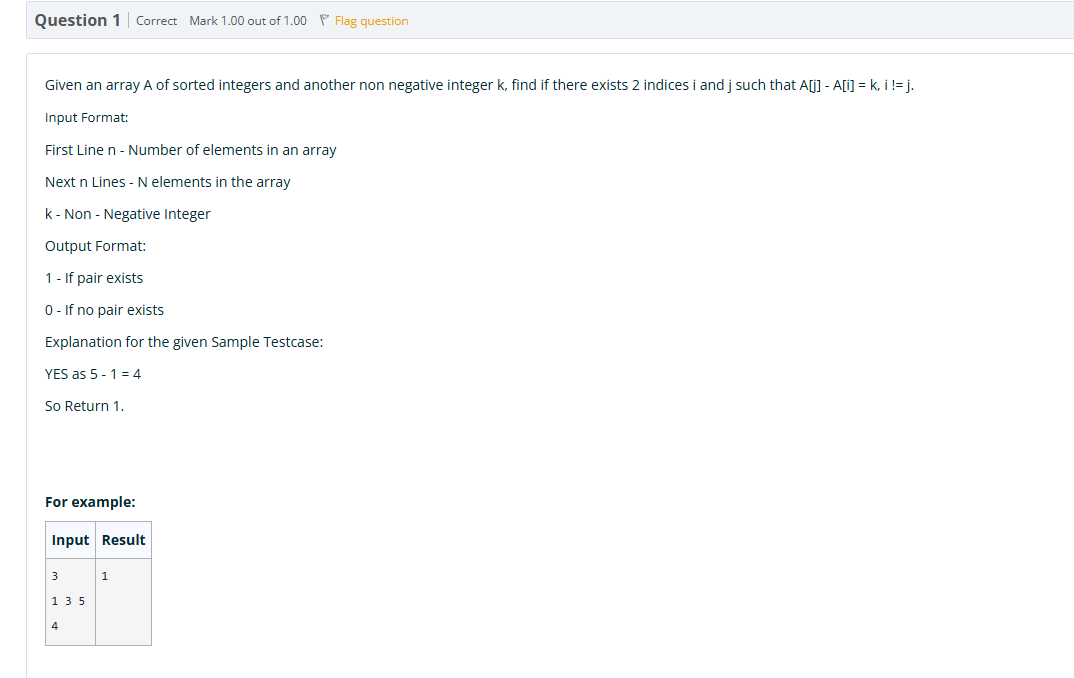 Question 1 Correct Mark 1.00 out of 1.00 Flag question
Given an array A of sorted integers and another non negative integer k, find if there exists 2 indices i and j such that A[j] - A[i] = k, i != j.
Input Format:
First Line n - Number of elements in an array
Next n Lines - N elements in the array
k - Non - Negative Integer
Output Format:
1 - If pair exists
0 - If no pair exists
Explanation for the given Sample Testcase:
YES as 5 - 1 = 4
So Return 1.
For example:
Input Result
3 1
1 3 5
4